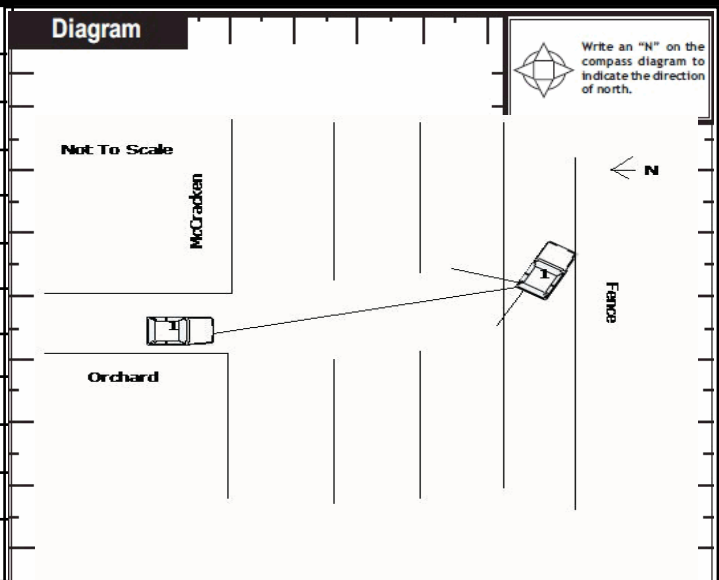 Diagram
Write an “N” on the
compass diagram to
indicate the direction
of north.
Not To Scale
McCracken
N
1
Fence
1
Orchard